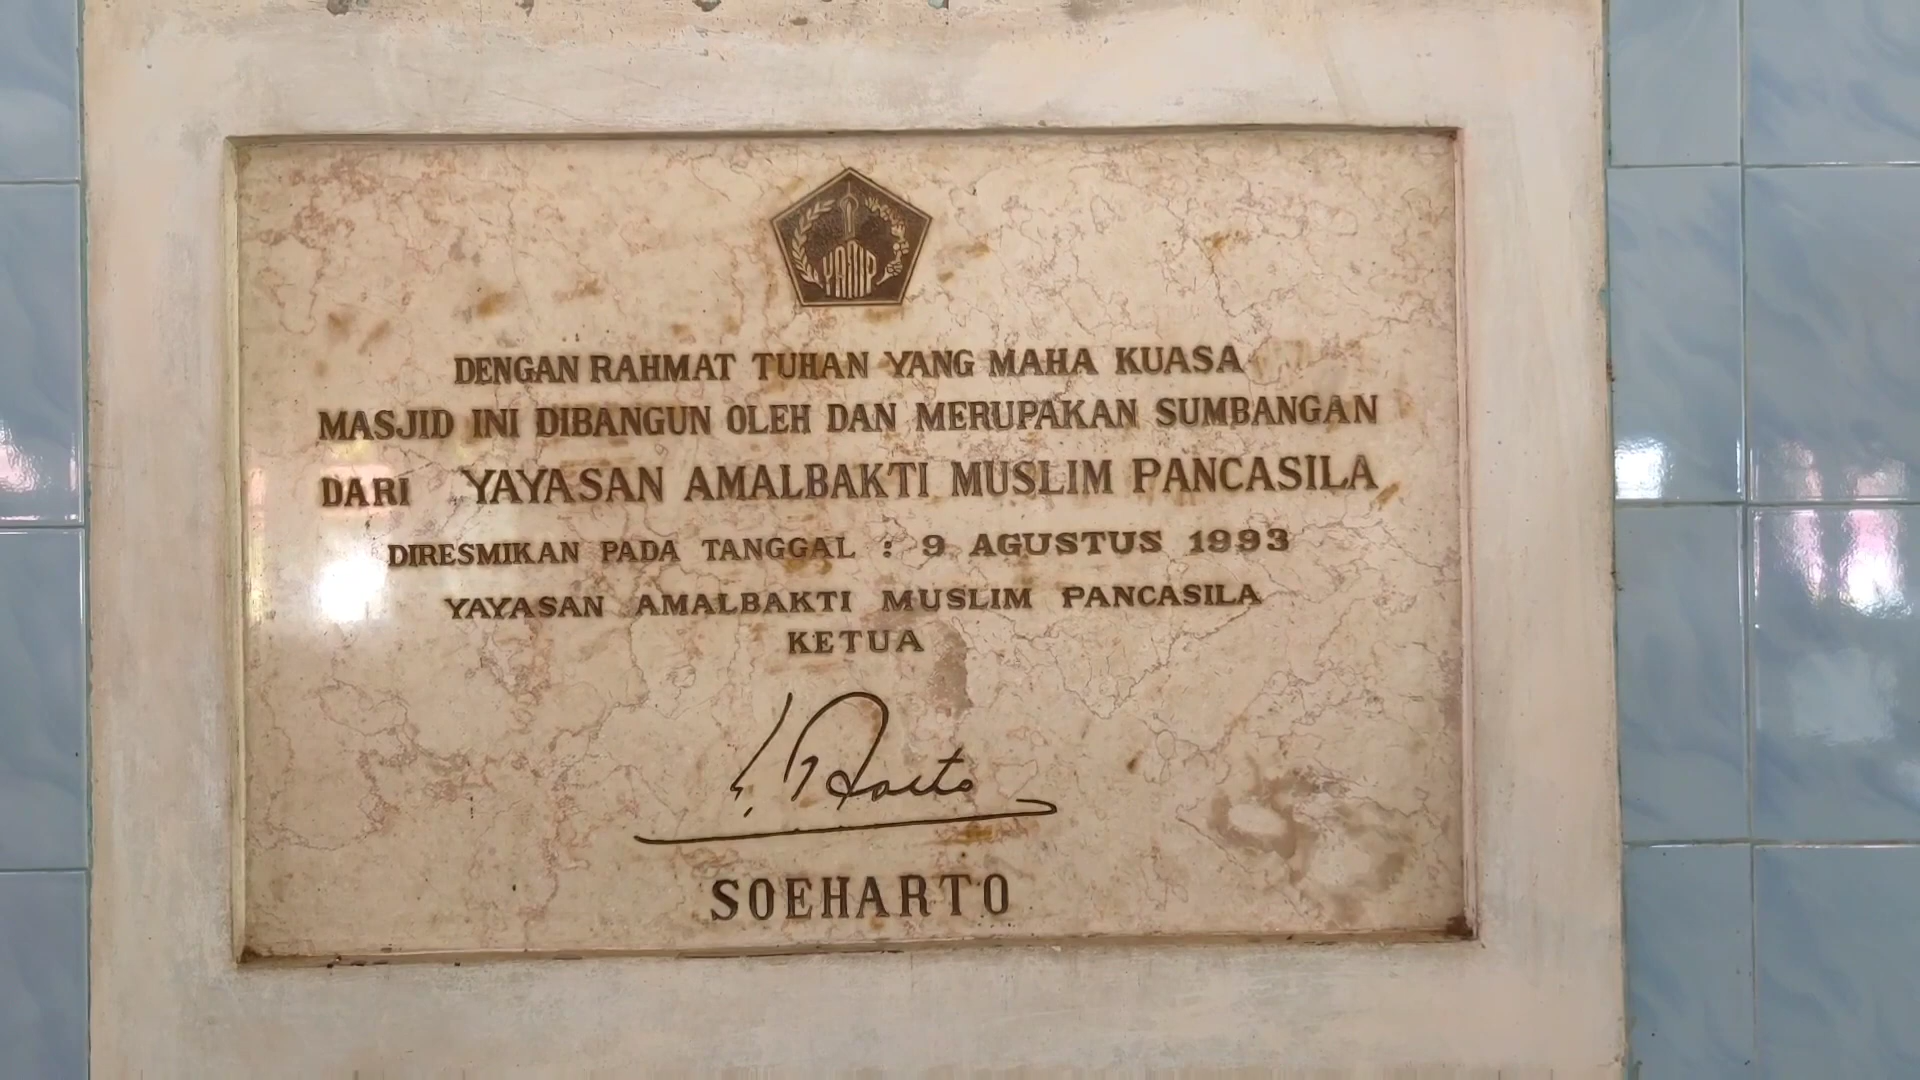 YAMP
DENGAN RAHMAT TUHAN YANG MAHA KUASA
MASJID INI DIBANGUN OLEH DAN MERUPAKAN SUMBANGAN
DARI YAYASAN AMALBAKTI MUSLIM PANCASILA
DIRESMIKAN PADA TANGGAL : 9 AGUSTUS 1993
YAYASAN AMALBAKTI MUSLIM PANCASILA
KETUA
SOEHARTO